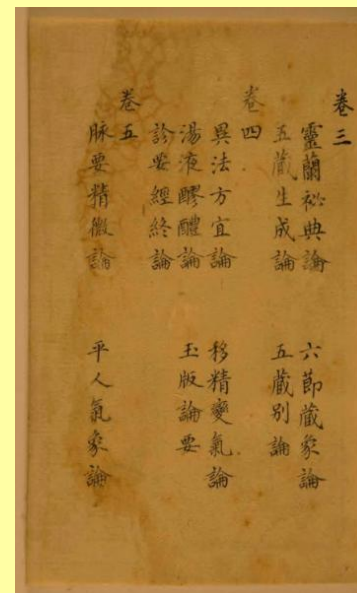 卷三
靈蘭祕典論 六節藏象論
五藏生成論 五藏別論
卷四
異法方宜論 移精變氣論
湯液醪醴論 玉版論要
診要經終論
卷五
脉要精微論 平人氣象論